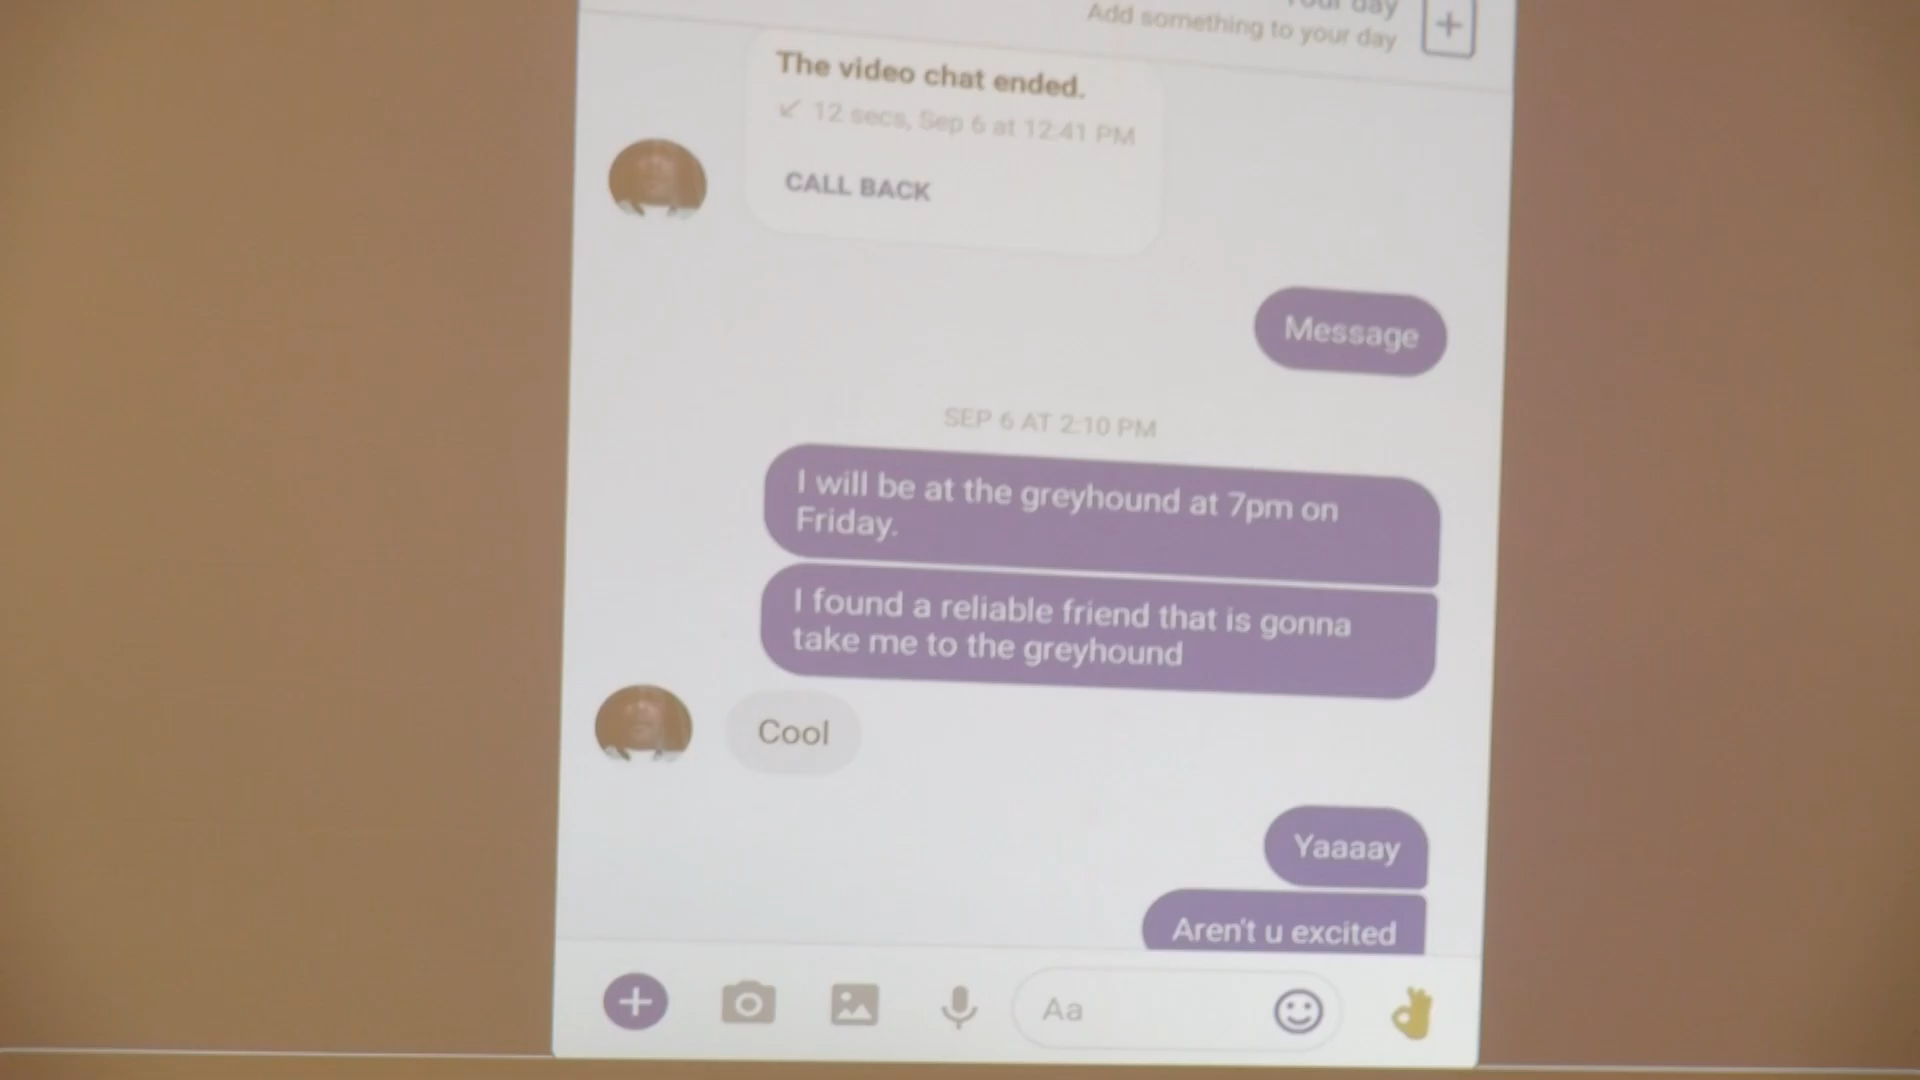 Your day
Add something to your day
The video chat ended.
12 secs, Sep 6 at 12:41 PM
CALL BACK
Message
SEP 6 AT 2:10 PM
I will be at the greyhound at 7pm on
Friday.
I found a reliable friend that is gonna
take me to the greyhound
Cool
Yaaaay
Aren't u excited
Aa